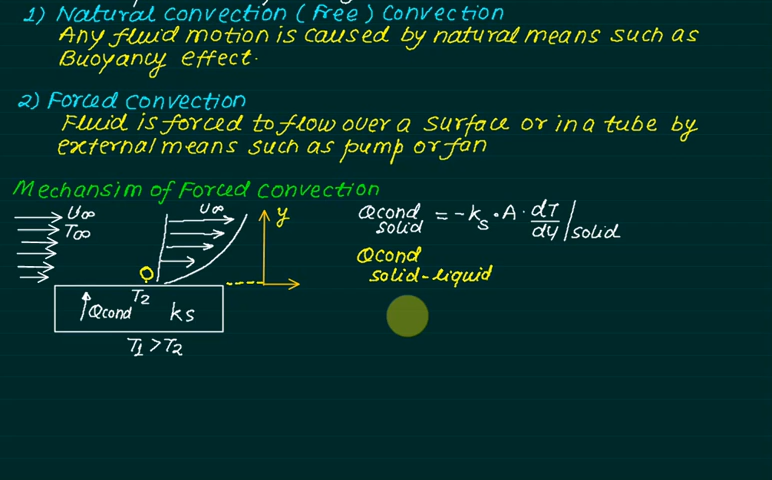 1) Natural Convection (Free) Convection
Any fluid motion is caused by natural means such as
Buoyancy effect.
2) Forced Convection
Fluid is forced to flow over a surface or in a tube by
external means such as pump or fan
Mechansim of Forced convection
U∞
T∞
U∞
y
0
T2
Qcond ks
T1 > T2
Qcond solid = -ks · A · dT/dy | solid
Qcond
solid-liquid